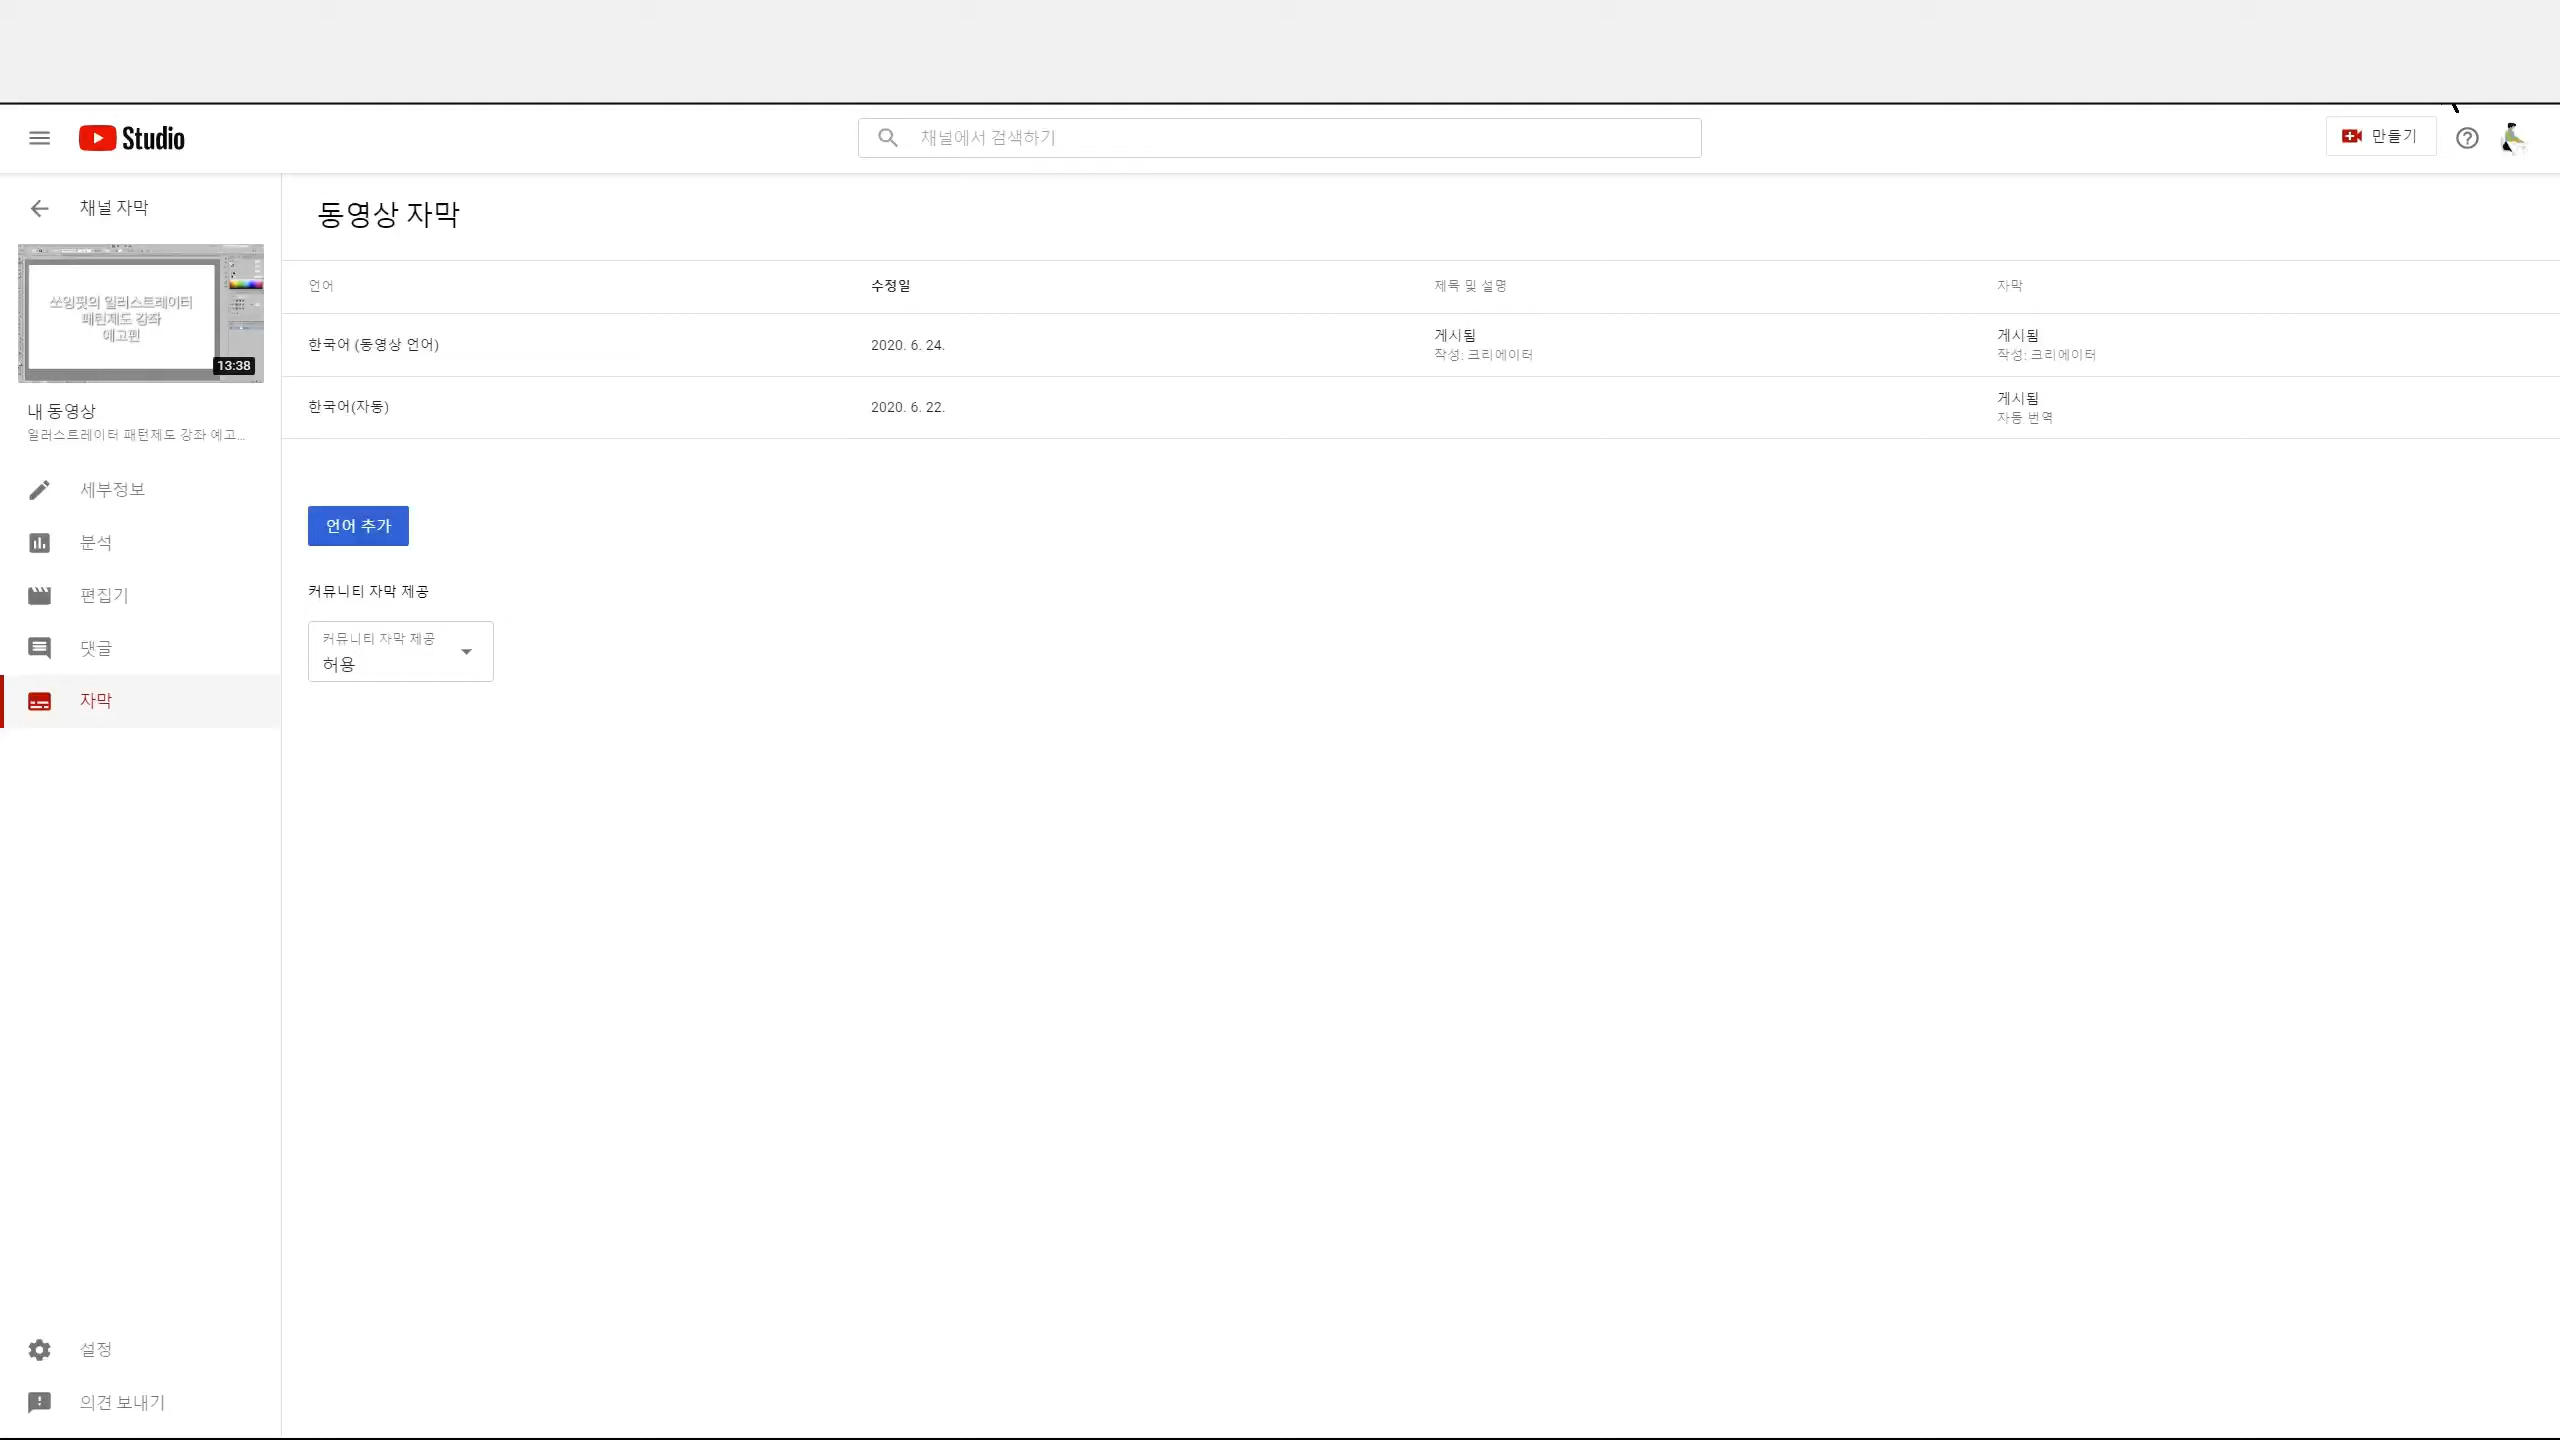 Studio
채널에서 검색하기
만들기
채널 자막
동영상 자막
쏘잉핏의 일러스트레이터
패턴제도 강좌
예고편
13:38
내 동영상
일러스트레이터 패턴제도 강좌 예고...
세부정보
분석
편집기
댓글
자막
설정
의견 보내기
언어 수정일 제목 및 설명 자막
한국어 (동영상 언어) 2020. 6. 24. 게시됨 게시됨
작성: 크리에이터 작성: 크리에이터
한국어(자동) 2020. 6. 22. 게시됨
자동 번역
언어 추가
커뮤니티 자막 제공
커뮤니티 자막 제공
허용